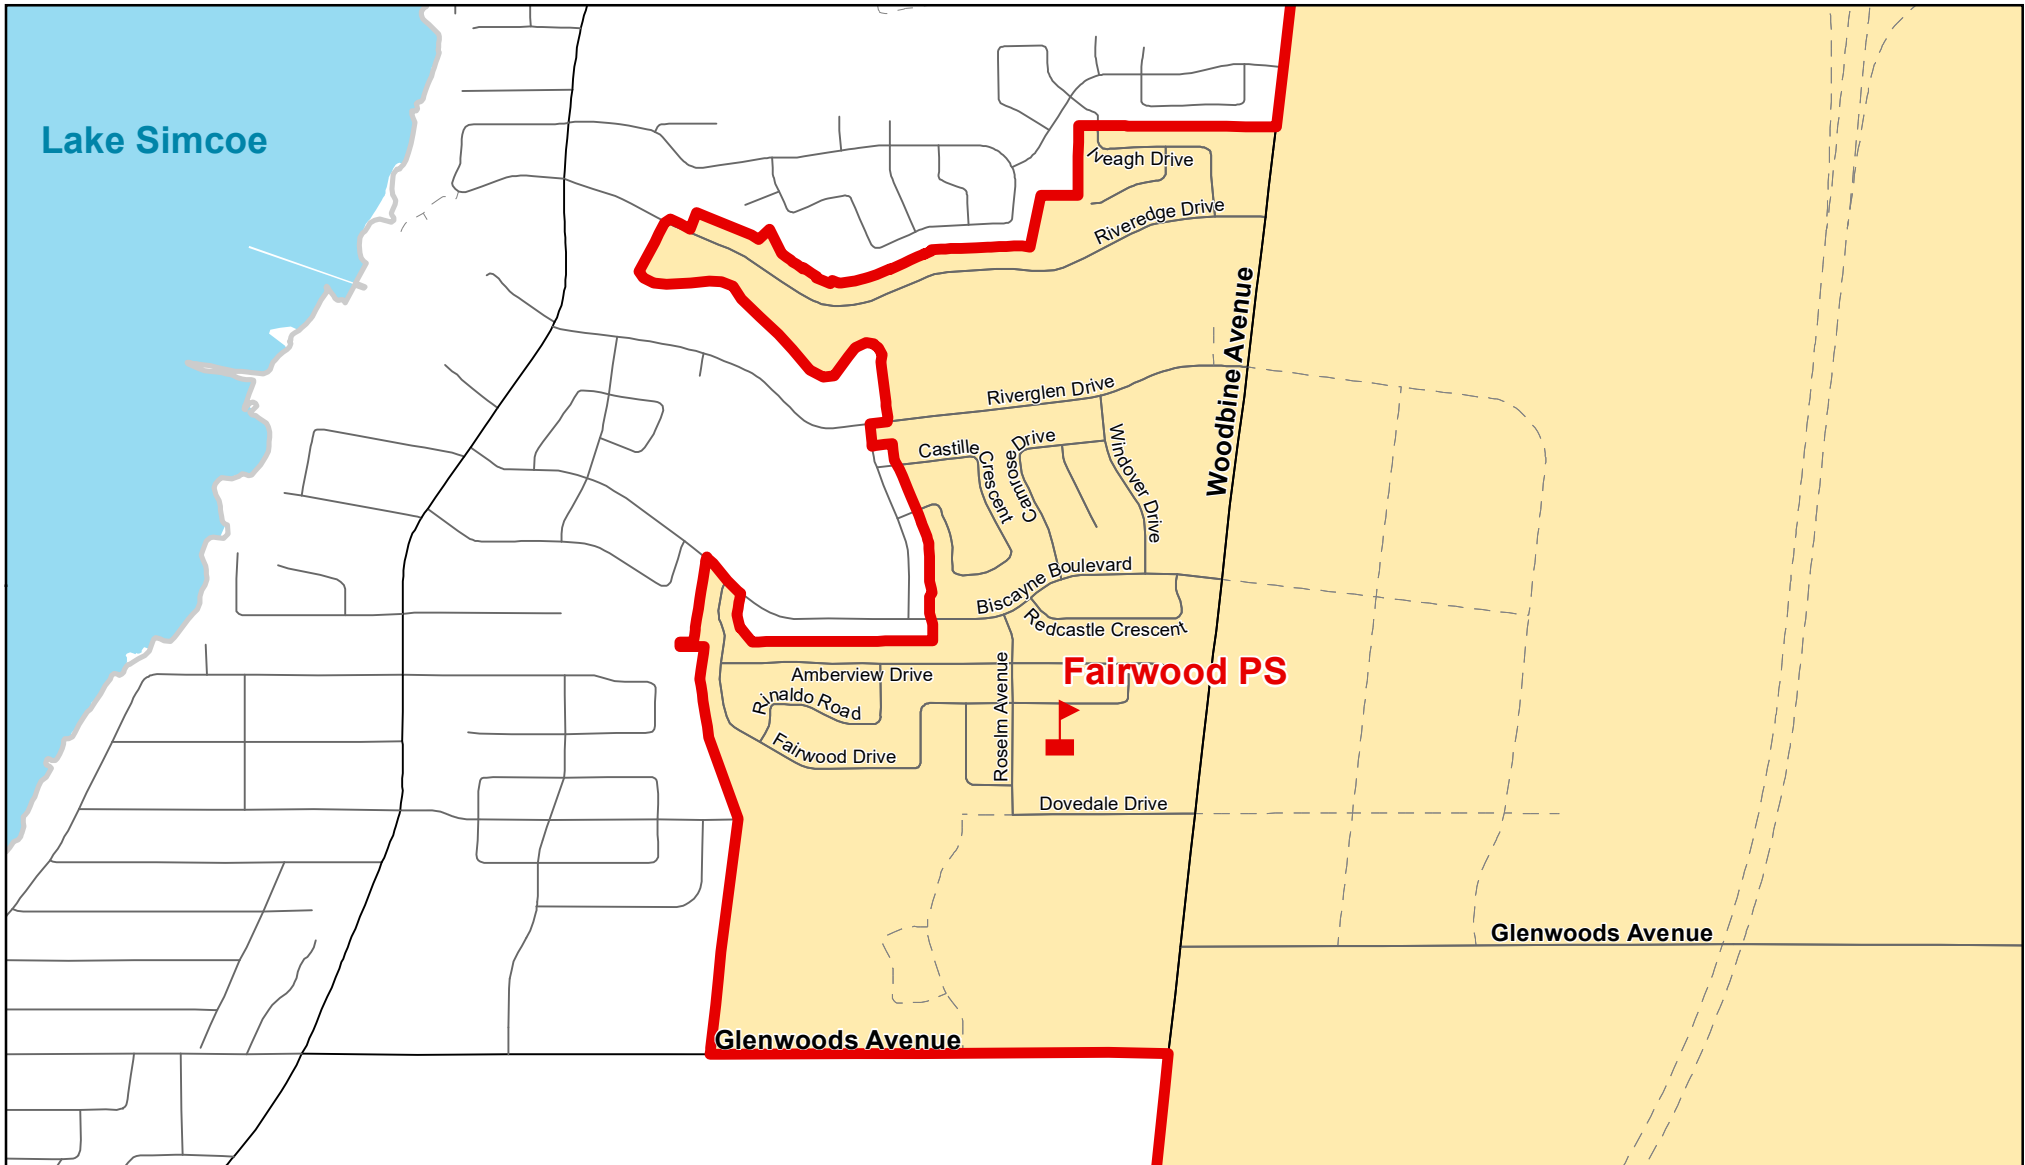 Lake Simcoe
Iveagh Drive
Riveredge Drive
Woodbine Avenue
Riverglen Drive
Castille
Crescent
Camrose
Drive
Windover Drive
Biscayne Boulevard
Redcastle Crescent
Fairwood PS
Amberview Drive
Rinaldo Road
Roselm Avenue
Fairwood Drive
Dovedale Drive
Glenwoods Avenue
Glenwoods Avenue